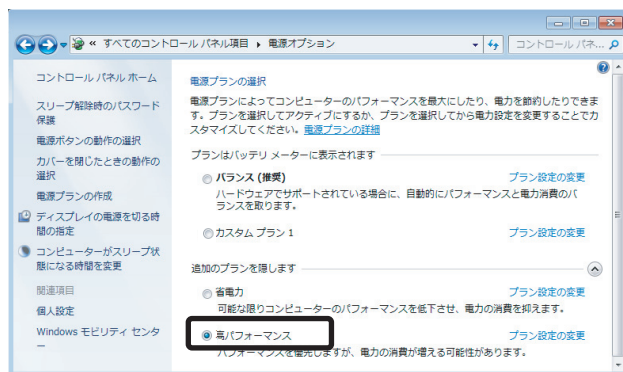 « すべてのコントロール パネル項目 ▸ 電源オプション
コントロール パネ...
コントロール パネル ホーム
スリープ解除時のパスワード
保護
電源ボタンの動作の選択
カバーを閉じたときの動作の
選択
電源プランの作成
ディスプレイの電源を切る時
間の指定
コンピューターがスリープ状
態になる時間を変更
関連項目
個人設定
Windows モビリティ センタ
ー
電源プランの選択
電源プランによってコンピューターのパフォーマンスを最大にしたり、電力を節約したりできま
す。プランを選択してアクティブにするか、プランを選択してから電力設定を変更することでカ
スタマイズしてください。電源プランの詳細
プランはバッテリ メーターに表示されます
バランス (推奨) プラン設定の変更
ハードウェアでサポートされている場合に、自動的にパフォーマンスと電力消費のバ
ランスを取ります。
カスタム プラン 1 プラン設定の変更
追加のプランを隠します
省電力 プラン設定の変更
可能な限りコンピューターのパフォーマンスを低下させ、電力の消費を抑えます。
高パフォーマンス プラン設定の変更
パフォーマンスを優先しますが、電力の消費が増える可能性があります。